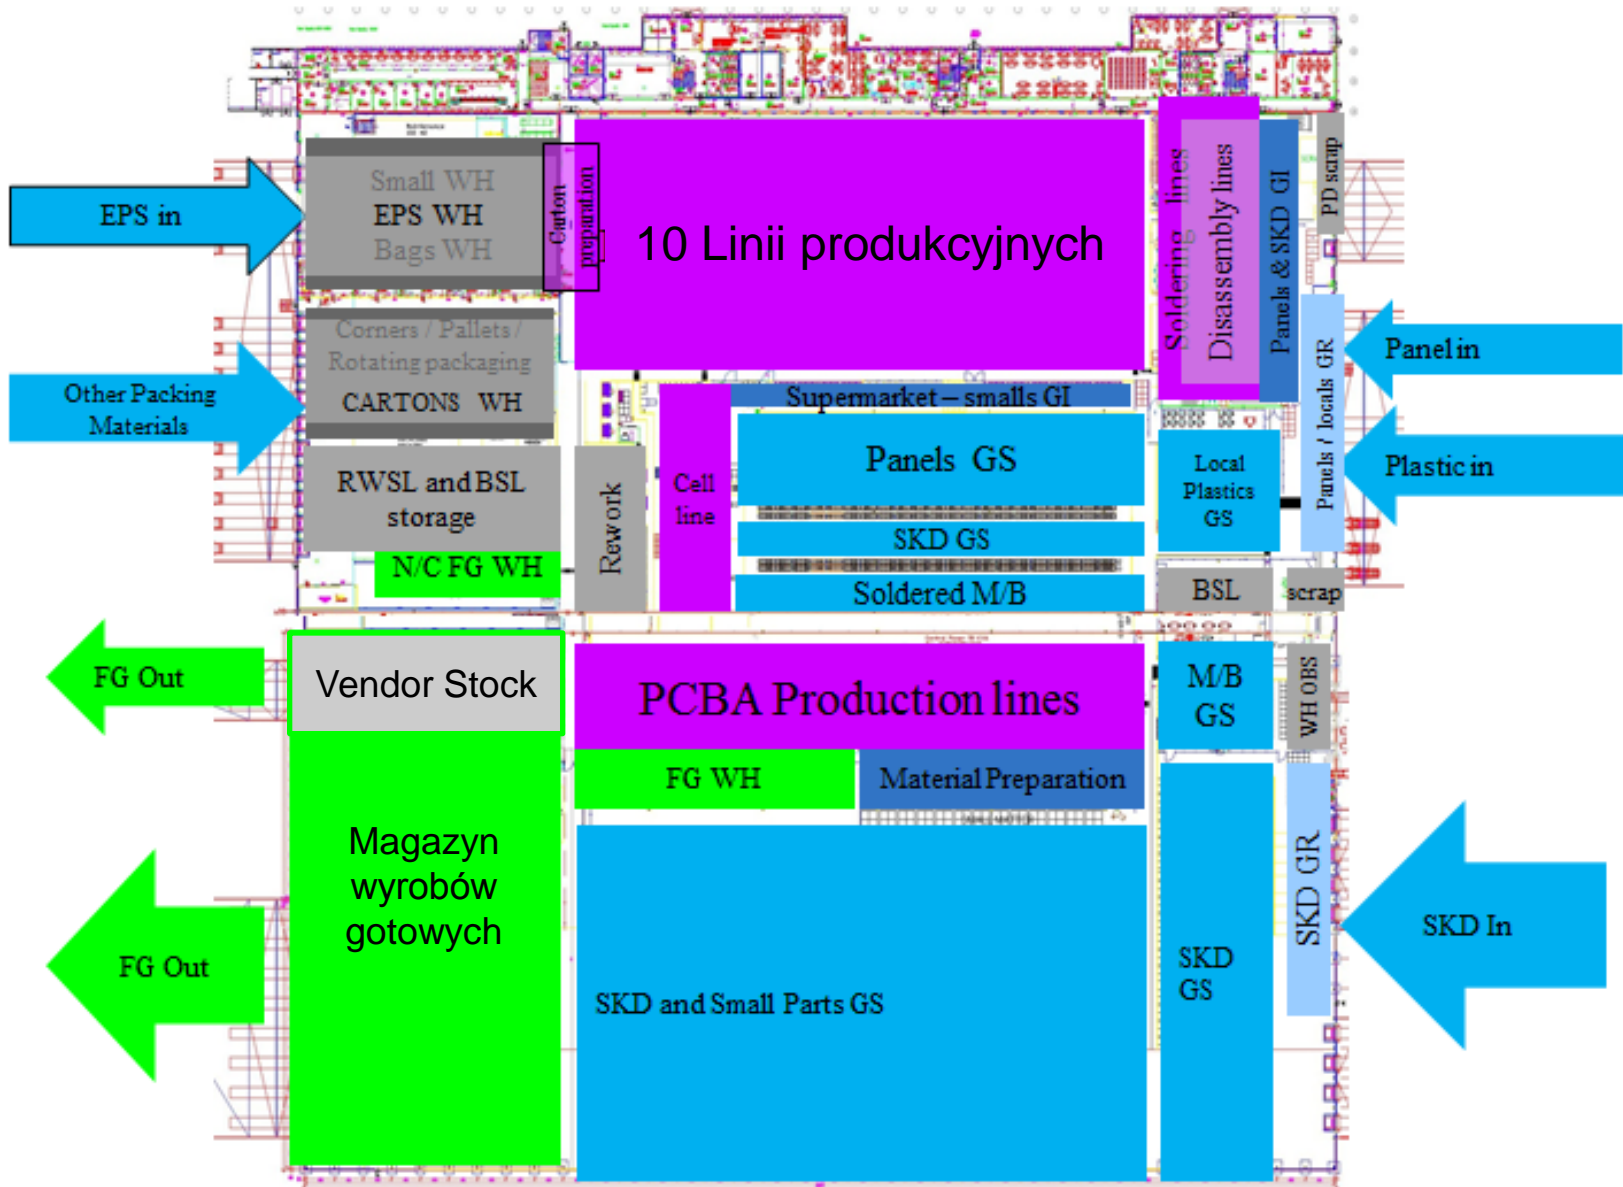 Small WH
EPS WH
Bags WH
EPS in
Carton
preparation
10 Linii produkcyjnych
Soldering lines
Disassembly lines
Panels & SKD GI
PD scrap
Corners / Pallets /
Rotating packaging
CARTONS WH
Other Packing
Materials
Supermarket – smalls GI
Panels / locals GR
Panel in
Plastic in
RWSL and BSL
storage
N/C FG WH
Rework
Cell
line
Panels GS
SKD GS
Soldered M/B
Local
Plastics
GS
BSL
scrap
FG Out
Vendor Stock
PCBA Production lines
M/B
GS
WH OBS
FG WH
Material Preparation
Magazyn
wyrobów
gotowych
FG Out
SKD and Small Parts GS
SKD
GS
SKD GR
SKD In